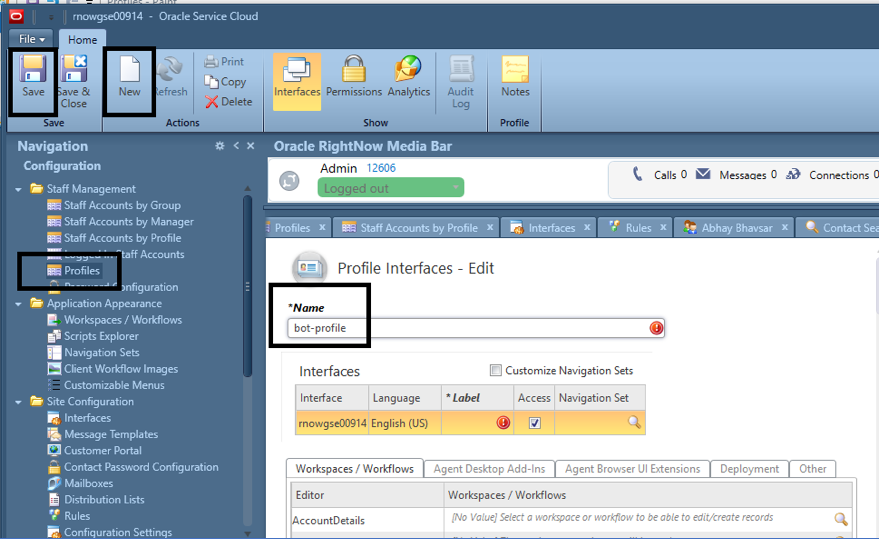 Profiles - Paint
rnowgse00914 - Oracle Service Cloud
File Home
Save Save & Close New Refresh Print Copy Delete Interfaces Permissions Analytics Audit Log Notes
Save Actions Show Profile
Navigation
Configuration
Staff Management
Staff Accounts by Group
Staff Accounts by Manager
Staff Accounts by Profile
Logged In Staff Accounts
Profiles
Password Configuration
Application Appearance
Workspaces / Workflows
Scripts Explorer
Navigation Sets
Client Workflow Images
Customizable Menus
Site Configuration
Interfaces
Message Templates
Customer Portal
Contact Password Configuration
Mailboxes
Distribution Lists
Rules
Configuration Settings
Oracle RightNow Media Bar
Admin 12606
Logged out
Calls 0 Messages 0 Connections 0
Profiles × Staff Accounts by Profile × Interfaces × Rules × Abhay Bhavsar × Contact Sea
Profile Interfaces - Edit
*Name
bot-profile
Interfaces Customize Navigation Sets
Interface Language * Label Access Navigation Set
rnowgse00914 English (US)
Workspaces / Workflows Agent Desktop Add-Ins Agent Browser UI Extensions Deployment Other
Editor Workspaces / Workflows
AccountDetails [No Value] Select a workspace or workflow to be able to edit/create records